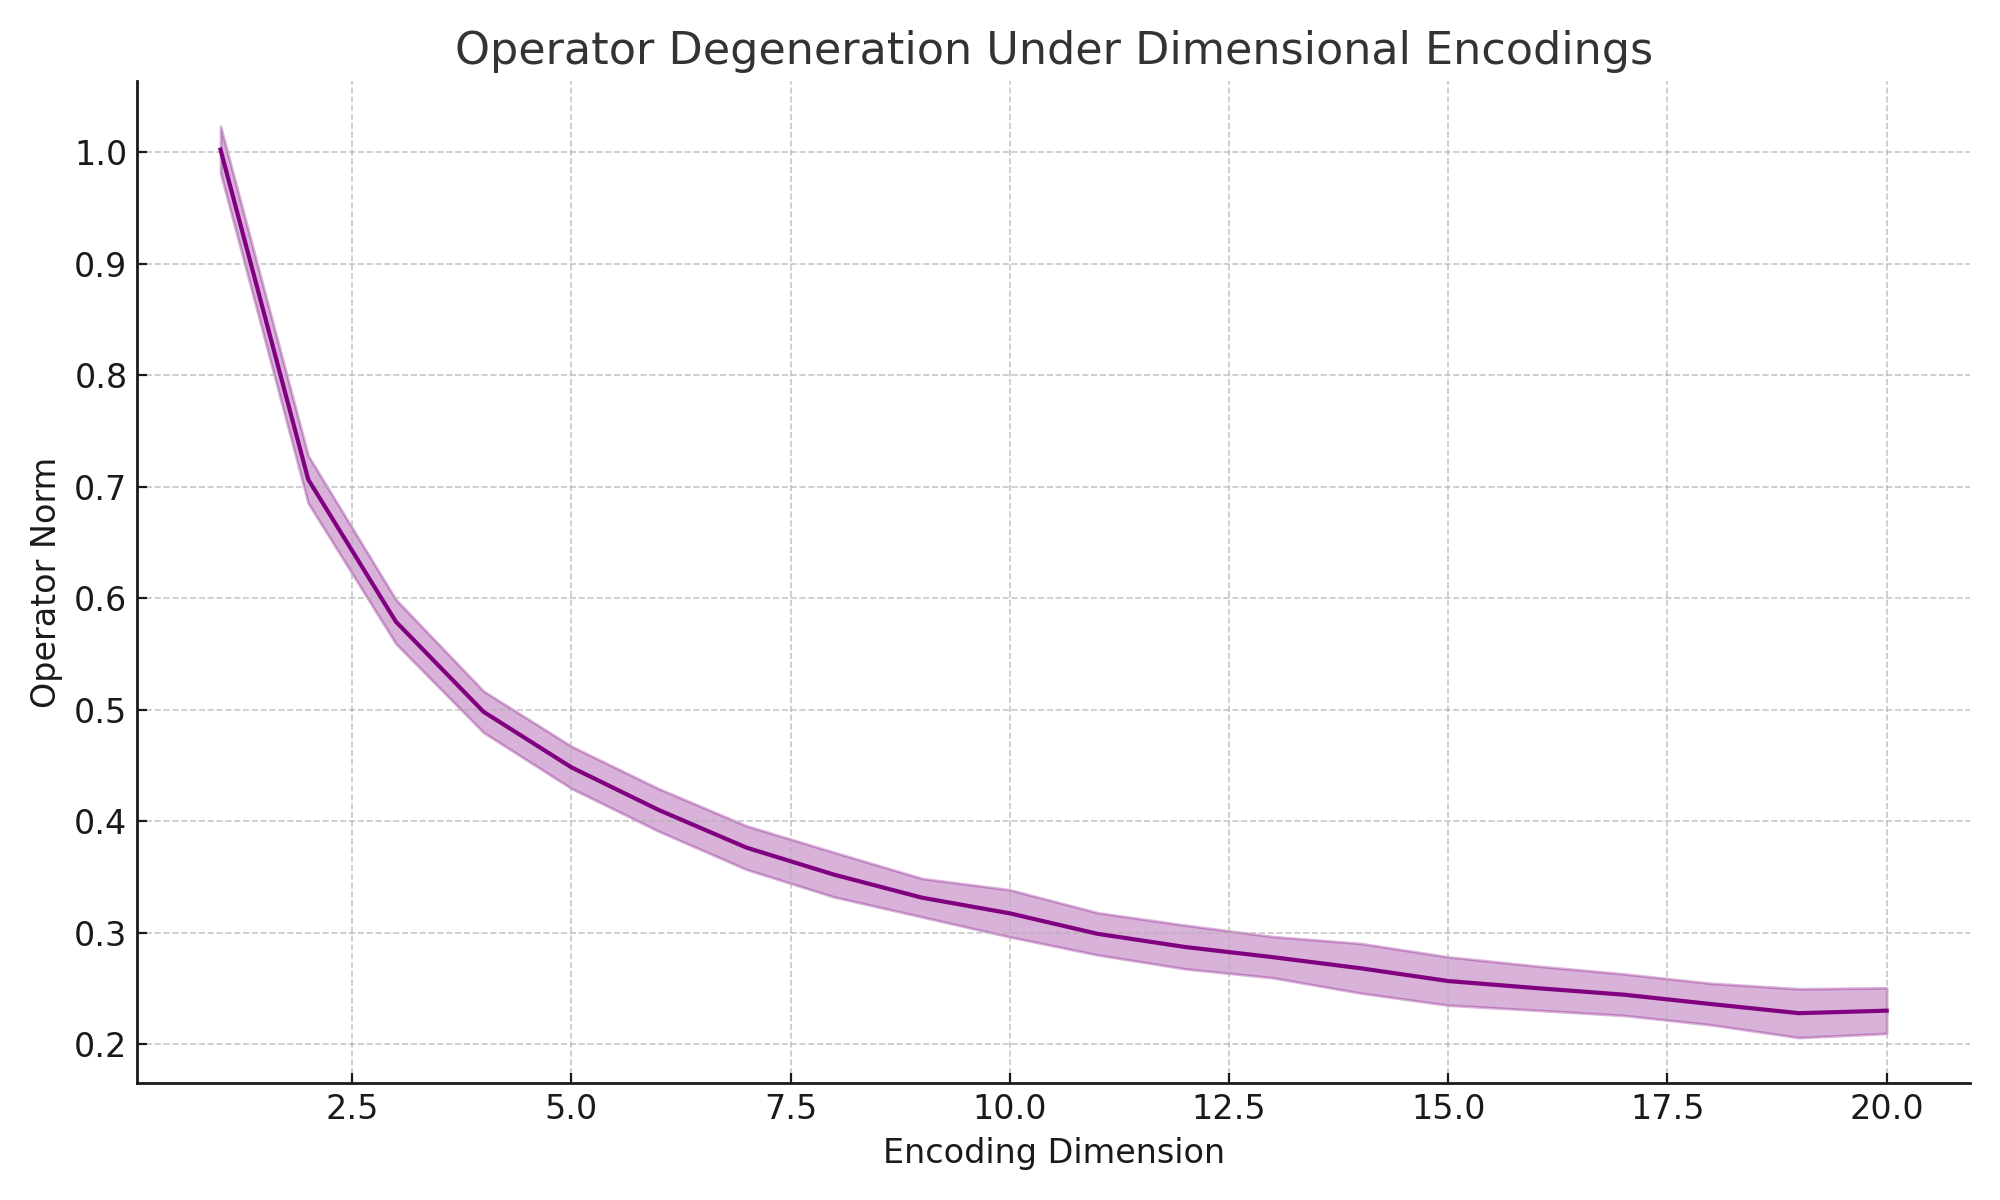 Operator Degeneration Under Dimensional Encodings
1.0
0.9
0.8
0.7
0.6
0.5
0.4
0.3
0.2
Operator Norm
2.5 5.0 7.5 10.0 12.5 15.0 17.5 20.0
Encoding Dimension